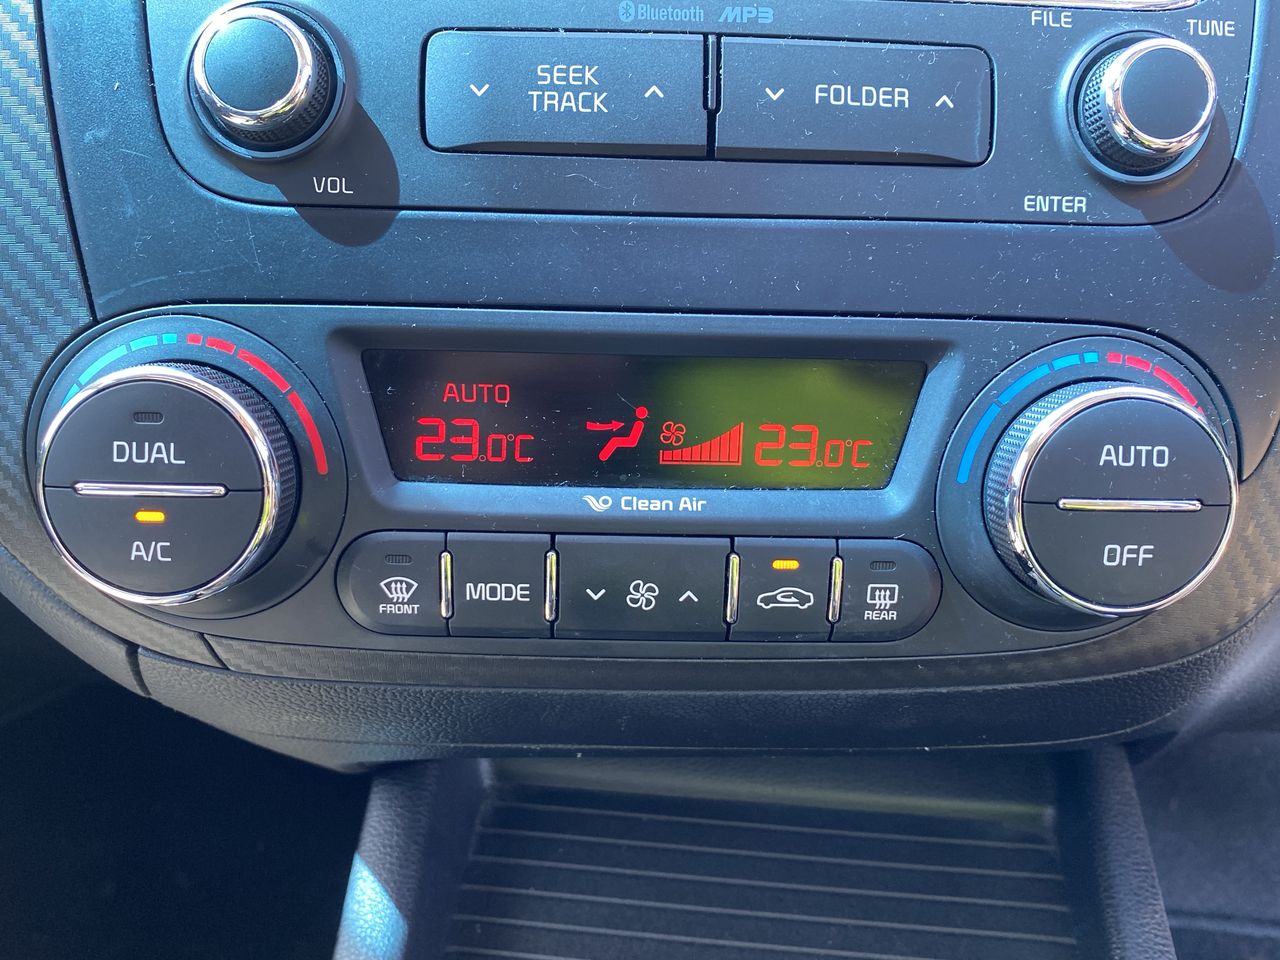 Bluetooth MP3
FILE
TUNE
SEEK
TRACK
FOLDER
VOL
ENTER
AUTO
23.0°C
23.0°C
Clean Air
DUAL
A/C
AUTO
OFF
FRONT
MODE
REAR